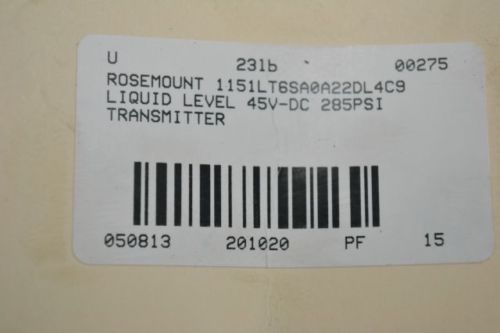 U 231b 00275
ROSEMOUNT 1151LT6SA0A22DL4C9
LIQUID LEVEL 45V-DC 285PSI
TRANSMITTER
050813 201020 PF 15